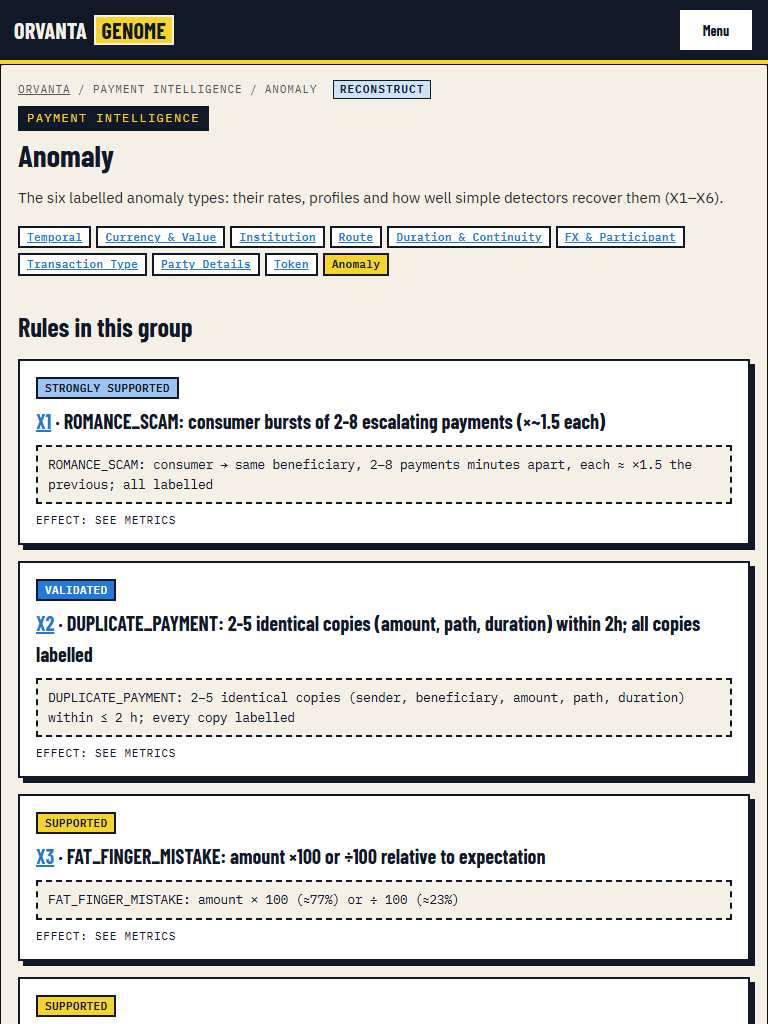 ORVANTA GENOME
Menu
ORVANTA / PAYMENT INTELLIGENCE / ANOMALY RECONSTRUCT
PAYMENT INTELLIGENCE
Anomaly
The six labelled anomaly types: their rates, profiles and how well simple detectors recover them (X1–X6).
Temporal Currency & Value Institution Route Duration & Continuity FX & Participant
Transaction Type Party Details Token Anomaly
Rules in this group
STRONGLY SUPPORTED
X1 · ROMANCE_SCAM: consumer bursts of 2-8 escalating payments (×~1.5 each)
ROMANCE_SCAM: consumer → same beneficiary, 2–8 payments minutes apart, each ≈ ×1.5 the
previous; all labelled
EFFECT: SEE METRICS
VALIDATED
X2 · DUPLICATE_PAYMENT: 2-5 identical copies (amount, path, duration) within 2h; all copies
labelled
DUPLICATE_PAYMENT: 2–5 identical copies (sender, beneficiary, amount, path, duration)
within ≤ 2 h; every copy labelled
EFFECT: SEE METRICS
SUPPORTED
X3 · FAT_FINGER_MISTAKE: amount ×100 or ÷100 relative to expectation
FAT_FINGER_MISTAKE: amount × 100 (≈77%) or ÷ 100 (≈23%)
EFFECT: SEE METRICS
SUPPORTED